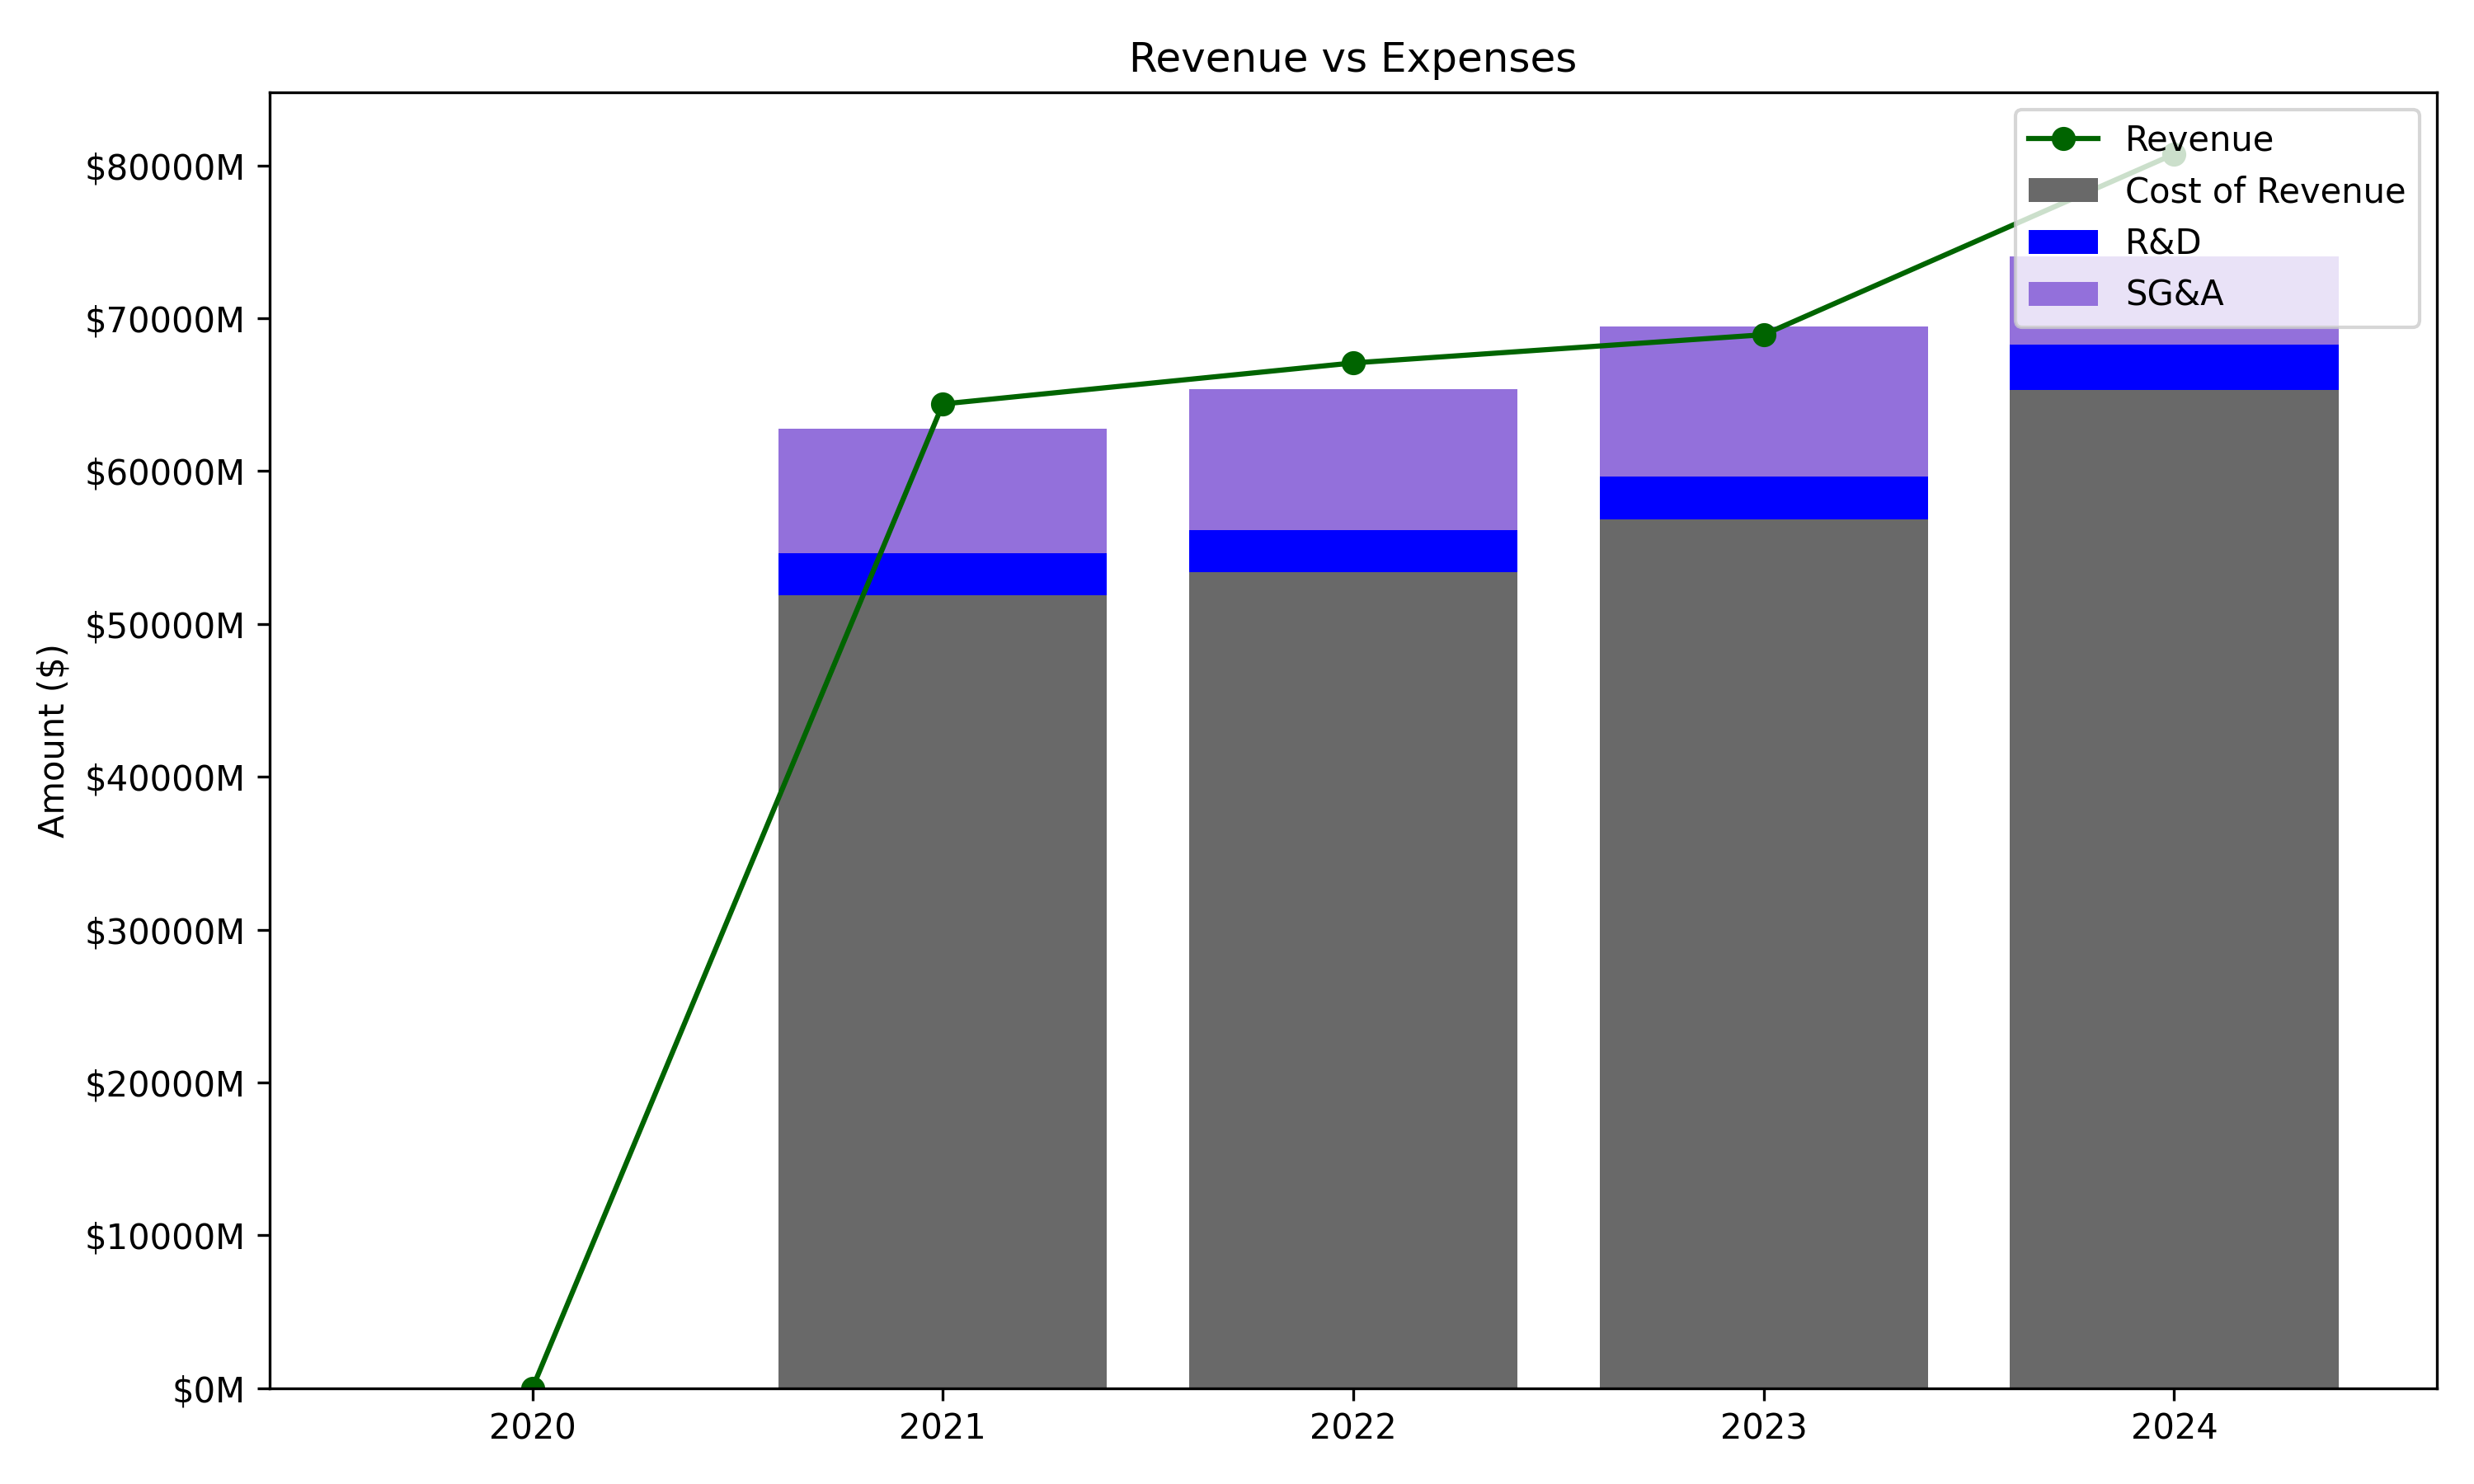 Revenue vs Expenses
Revenue
Cost of Revenue
R&D
SG&A
$80000M
$70000M
$60000M
$50000M
$40000M
$30000M
$20000M
$10000M
$0M
Amount ($)
2020
2021
2022
2023
2024